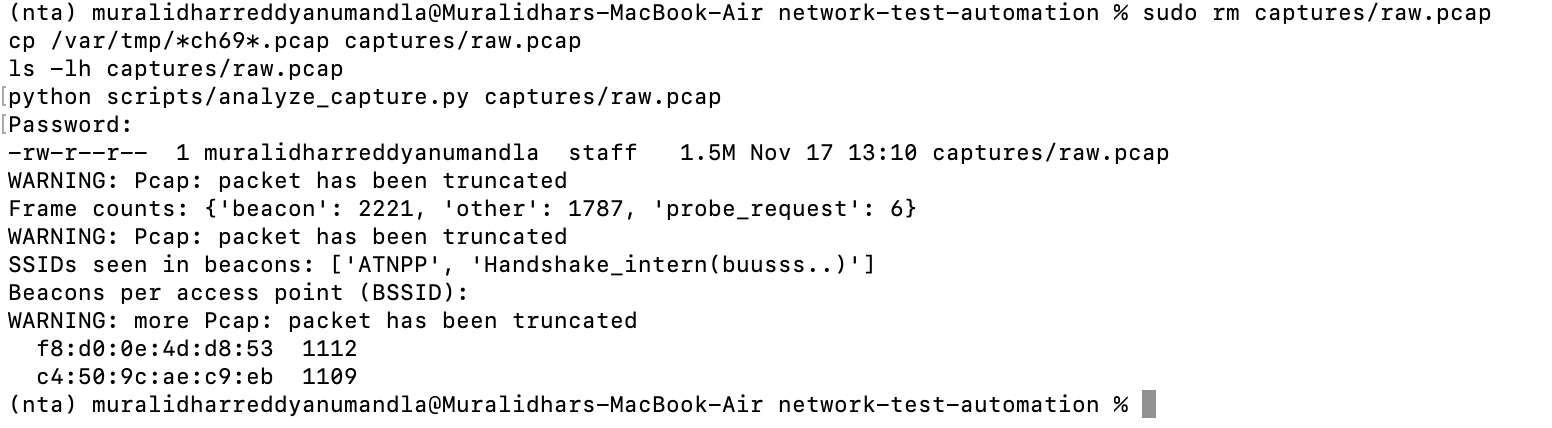 (nta) muralidharreddyanumandla@Muralidhars-MacBook-Air network-test-automation % sudo rm captures/raw.pcap
cp /var/tmp/*ch69*.pcap captures/raw.pcap
ls -lh captures/raw.pcap
[python scripts/analyze_capture.py captures/raw.pcap
[Password:
-rw-r--r--  1 muralidharreddyanumandla  staff   1.5M Nov 17 13:10 captures/raw.pcap
WARNING: Pcap: packet has been truncated
Frame counts: {'beacon': 2221, 'other': 1787, 'probe_request': 6}
WARNING: Pcap: packet has been truncated
SSIDs seen in beacons: ['ATNPP', 'Handshake_intern(buusss..)']
Beacons per access point (BSSID):
WARNING: more Pcap: packet has been truncated
  f8:d0:0e:4d:d8:53  1112
  c4:50:9c:ae:c9:eb  1109
(nta) muralidharreddyanumandla@Muralidhars-MacBook-Air network-test-automation %